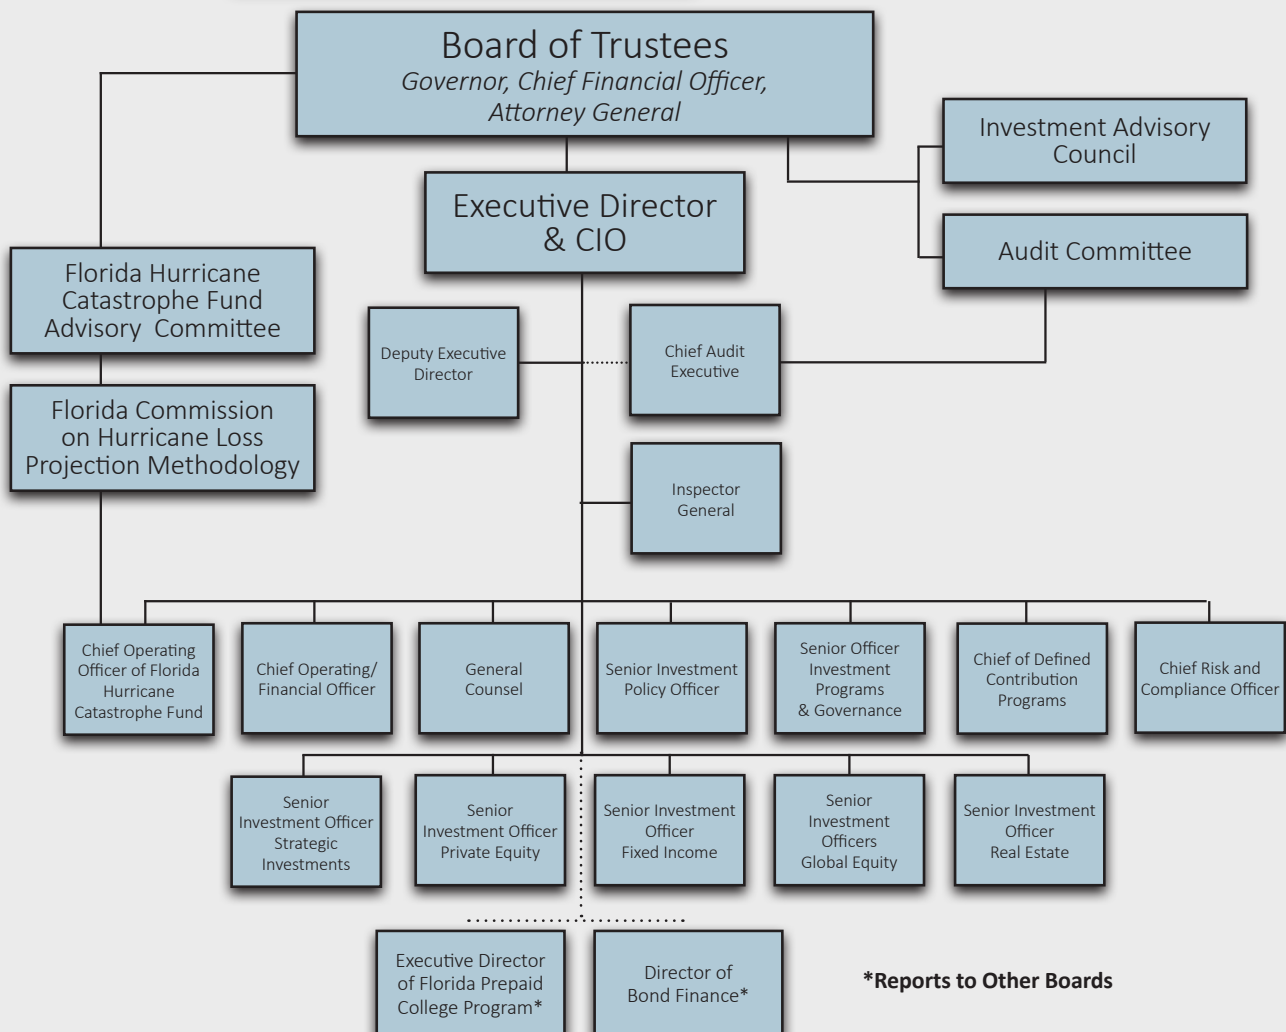 Board of Trustees
Governor, Chief Financial Officer,
Attorney General
Investment Advisory
Council
Executive Director
& CIO
Audit Committee
Florida Hurricane
Catastrophe Fund
Advisory Committee
Deputy Executive
Director
Chief Audit
Executive
Florida Commission
on Hurricane Loss
Projection Methodology
Inspector
General
Chief Operating
Officer of Florida
Hurricane
Catastrophe Fund
Chief Operating/
Financial Officer
General
Counsel
Senior Investment
Policy Officer
Senior Officer
Investment
Programs
& Governance
Chief of Defined
Contribution
Programs
Chief Risk and
Compliance Officer
Senior
Investment Officer
Strategic
Investments
Senior
Investment Officer
Private Equity
Senior Investment
Officer
Fixed Income
Senior
Investment
Officers
Global Equity
Senior Investment
Officer
Real Estate
Executive Director
of Florida Prepaid
College Program*
Director of
Bond Finance*
*Reports to Other Boards